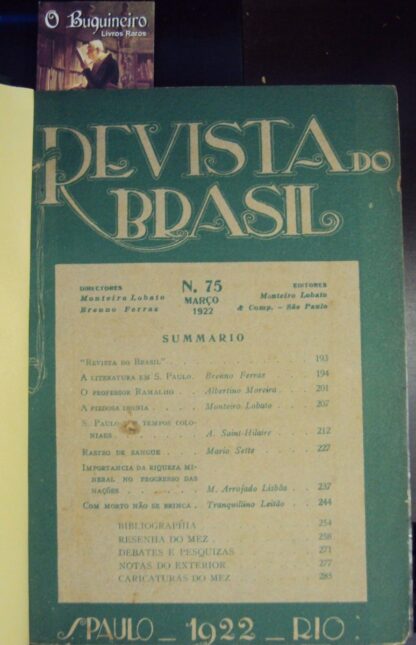 O Buquineiro
Livros Raros
REVISTA DO
BRASIL
DIRECTORES
Monteiro Lobato
Brenno Ferraz
N. 75
MARÇO
1922
EDITORES
Monteiro Lobato
& Comp. - São Paulo
SUMMARIO
"REVISTA DO BRASIL" . . . 193
A LITERATURA EM S. PAULO. Brenno Ferraz . . . 194
O PROFESSOR RAMALHO . . Albertino Moreira . . . 201
A PIEDOSA IRONIA . . . Monteiro Lobato . . . 207
S. PAULO TEMPOS COLO-
NIAES . . . A. Saint-Hilaire . . . 212
RASTRO DE SANGUE . . . Mario Sette . . . 227
IMPORTANCIA DA RIQUEZA MI-
NERAL NO PROGRESSO DAS
NAÇÕES . . . M. Arrojado Lisbôa . . 237
COM MORTO NÃO SE BRINCA . Tranquilino Leitão . . 244
BIBLIOGRAPHIA 254
RESENHA DO MEZ . 258
DEBATES E PESQUIZAS 271
NOTAS DO EXTERIOR 277
CARICATURAS DO MEZ 285
S. PAULO _ 1922 _ RIO